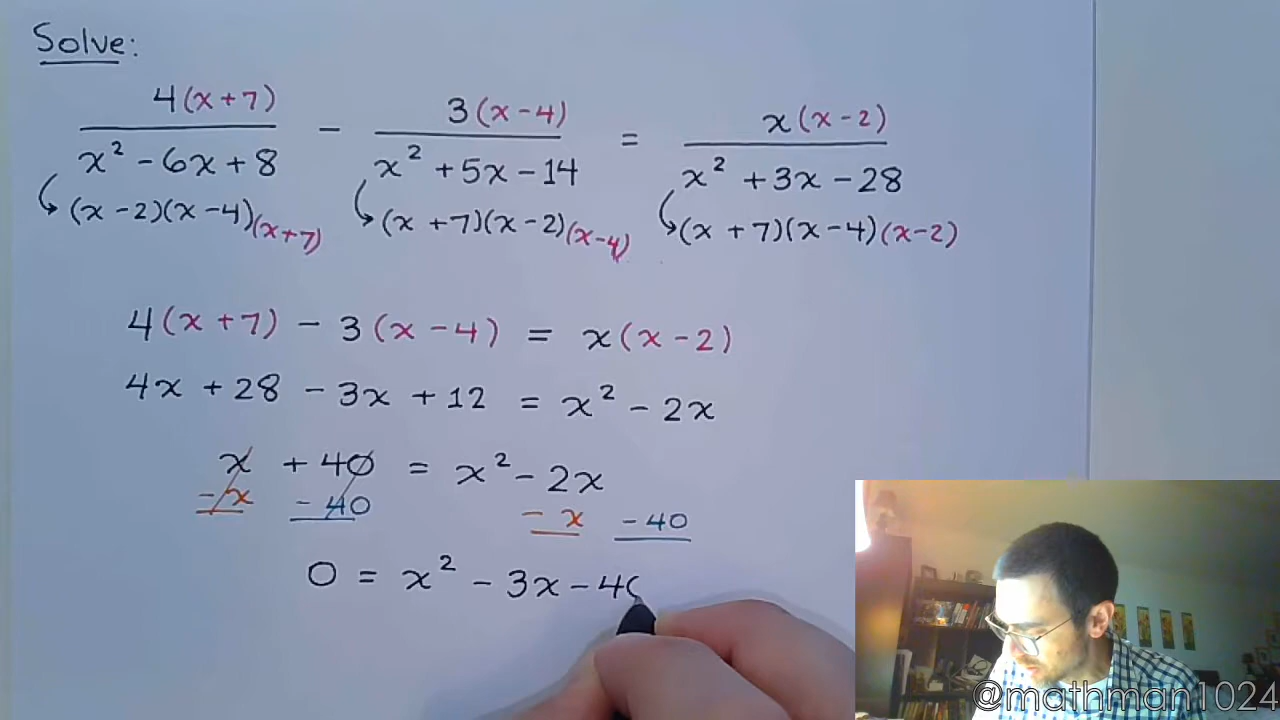 Solve:
4(x+7) / x² - 6x + 8 - 3(x-4) / x² + 5x - 14 = x(x-2) / x² + 3x - 28
(x-2)(x-4)(x+7) (x+7)(x-2)(x-4) (x+7)(x-4)(x-2)
4(x+7) - 3(x-4) = x(x-2)
4x + 28 - 3x + 12 = x² - 2x
x + 40 = x² - 2x
-x -40 -x -40
0 = x² - 3x - 40
@mathman1024